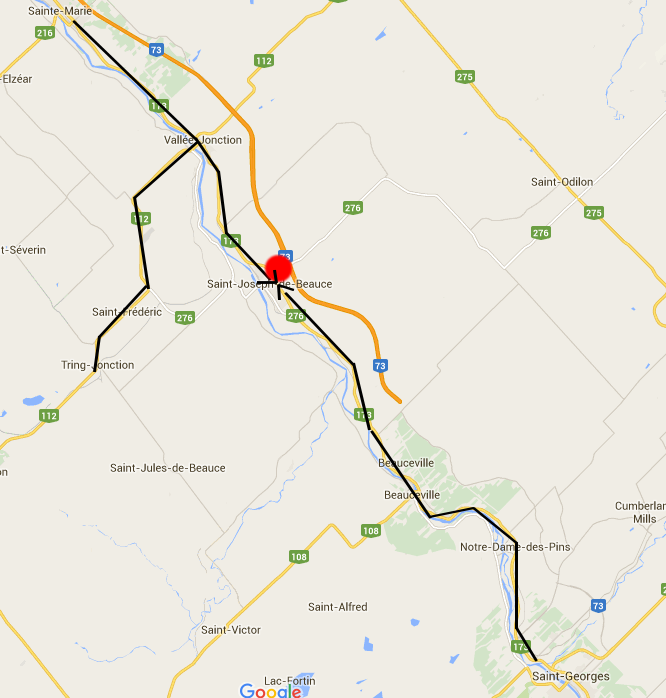 Sainte-Marie
216
73
112
-Elzéar
275
173
Vallée-Jonction
Saint-Odilon
276
275
112
276
t-Séverin
173
73
Saint-Joseph-de-Beauce
Saint-Frédéric
276
276
Tring-Jonction
73
112
173
Beauceville
on
Saint-Jules-de-Beauce
Beauceville
Cumberlan
Mills
108
Notre-Dame-des-Pins
108
73
Saint-Alfred
Saint-Victor
173
Saint-Georges
Lac-Fortin
Google